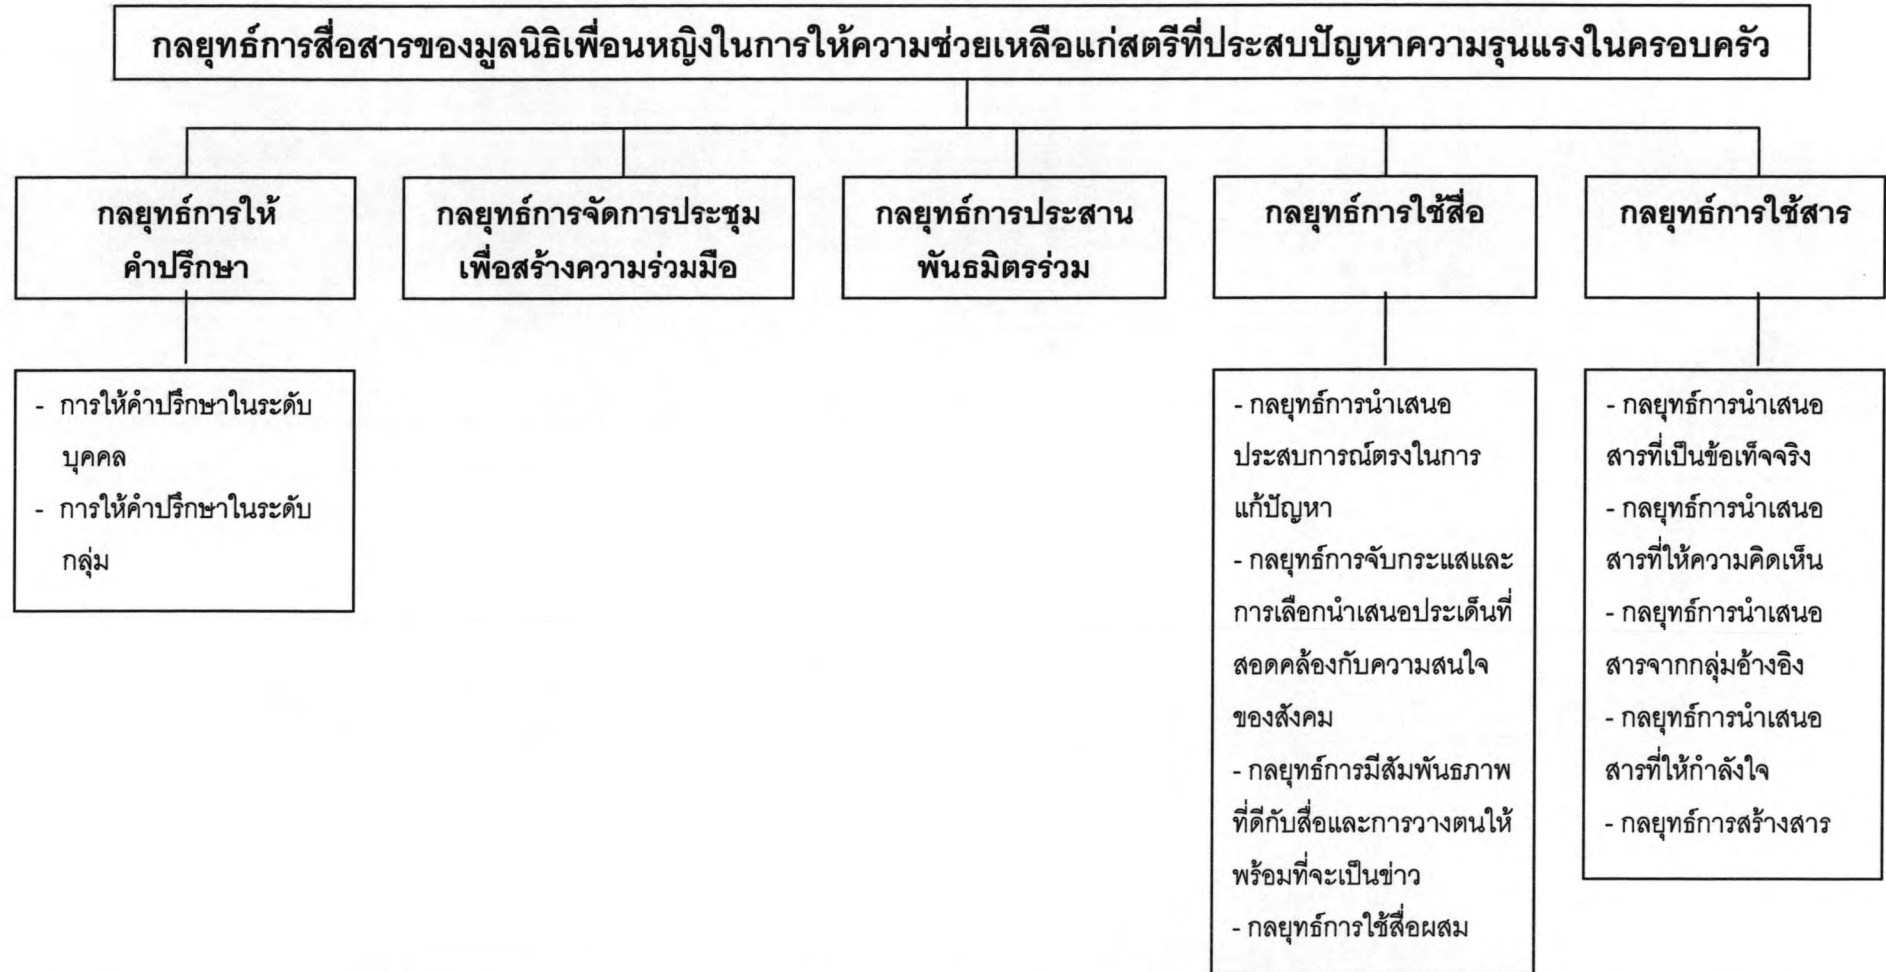 กลยุทธ์การสื่อสารของมูลนิธิเพื่อนหญิงในการให้ความช่วยเหลือแก่สตรีที่ประสบปัญหาความรุนแรงในครอบครัว
กลยุทธ์การให้
คำปรึกษา
กลยุทธ์การจัดการประชุม
เพื่อสร้างความร่วมมือ
กลยุทธ์การประสาน
พันธมิตรร่วม
กลยุทธ์การใช้สื่อ
กลยุทธ์การใช้สาร
- การให้คำปรึกษาในระดับ
บุคคล
- การให้คำปรึกษาในระดับ
กลุ่ม
- กลยุทธ์การนำเสนอ
ประสบการณ์ตรงในการ
แก้ปัญหา
- กลยุทธ์การจับกระแสและ
การเลือกนำเสนอประเด็นที่
สอดคล้องกับความสนใจ
ของสังคม
- กลยุทธ์การมีสัมพันธภาพ
ที่ดีกับสื่อและการวางตนให้
พร้อมที่จะเป็นข่าว
- กลยุทธ์การใช้สื่อผสม
- กลยุทธ์การนำเสนอ
สารที่เป็นข้อเท็จจริง
- กลยุทธ์การนำเสนอ
สารที่ให้ความคิดเห็น
- กลยุทธ์การนำเสนอ
สารจากกลุ่มอ้างอิง
- กลยุทธ์การนำเสนอ
สารที่ให้กำลังใจ
- กลยุทธ์การสร้างสาร